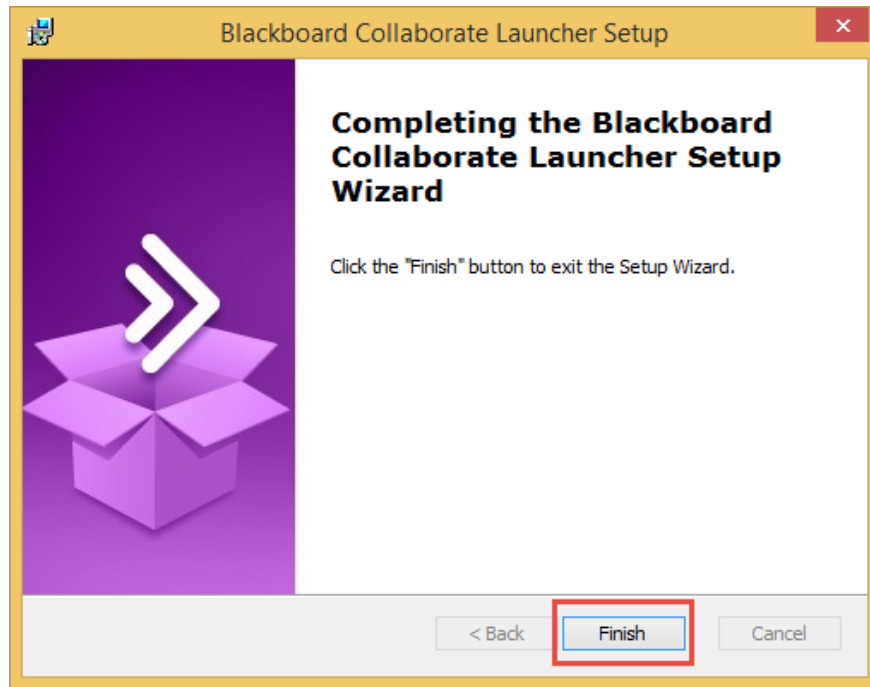 Blackboard Collaborate Launcher Setup
Completing the Blackboard
Collaborate Launcher Setup
Wizard
Click the "Finish" button to exit the Setup Wizard.
< Back
Finish
Cancel